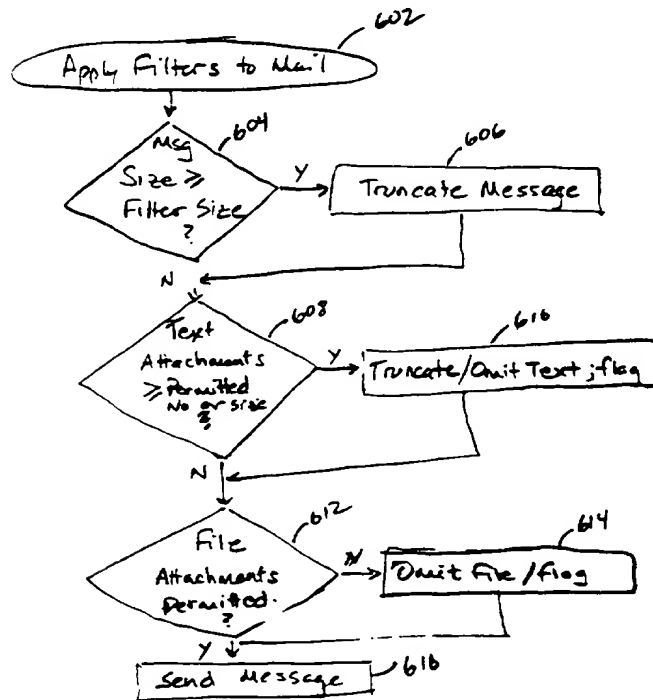 602
Apply Filters to Mail
604
Msg
Size ≥
Filter Size
?
Y
606
Truncate Message
N
608
Text
Attachments
≥ Permitted
No or Size
?
Y
610
Truncate/Omit Text; flag
N
612
File
Attachments
Permitted.
?
N
614
Omit File/flag
Y
Send Message
616